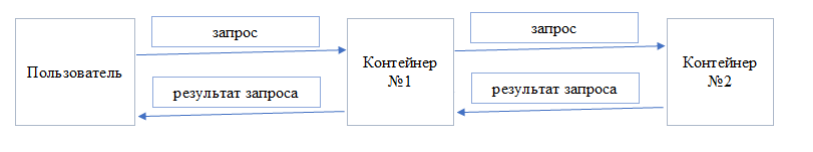 Пользователь
запрос
результат запроса
Контейнер
№1
запрос
результат запроса
Контейнер
№2